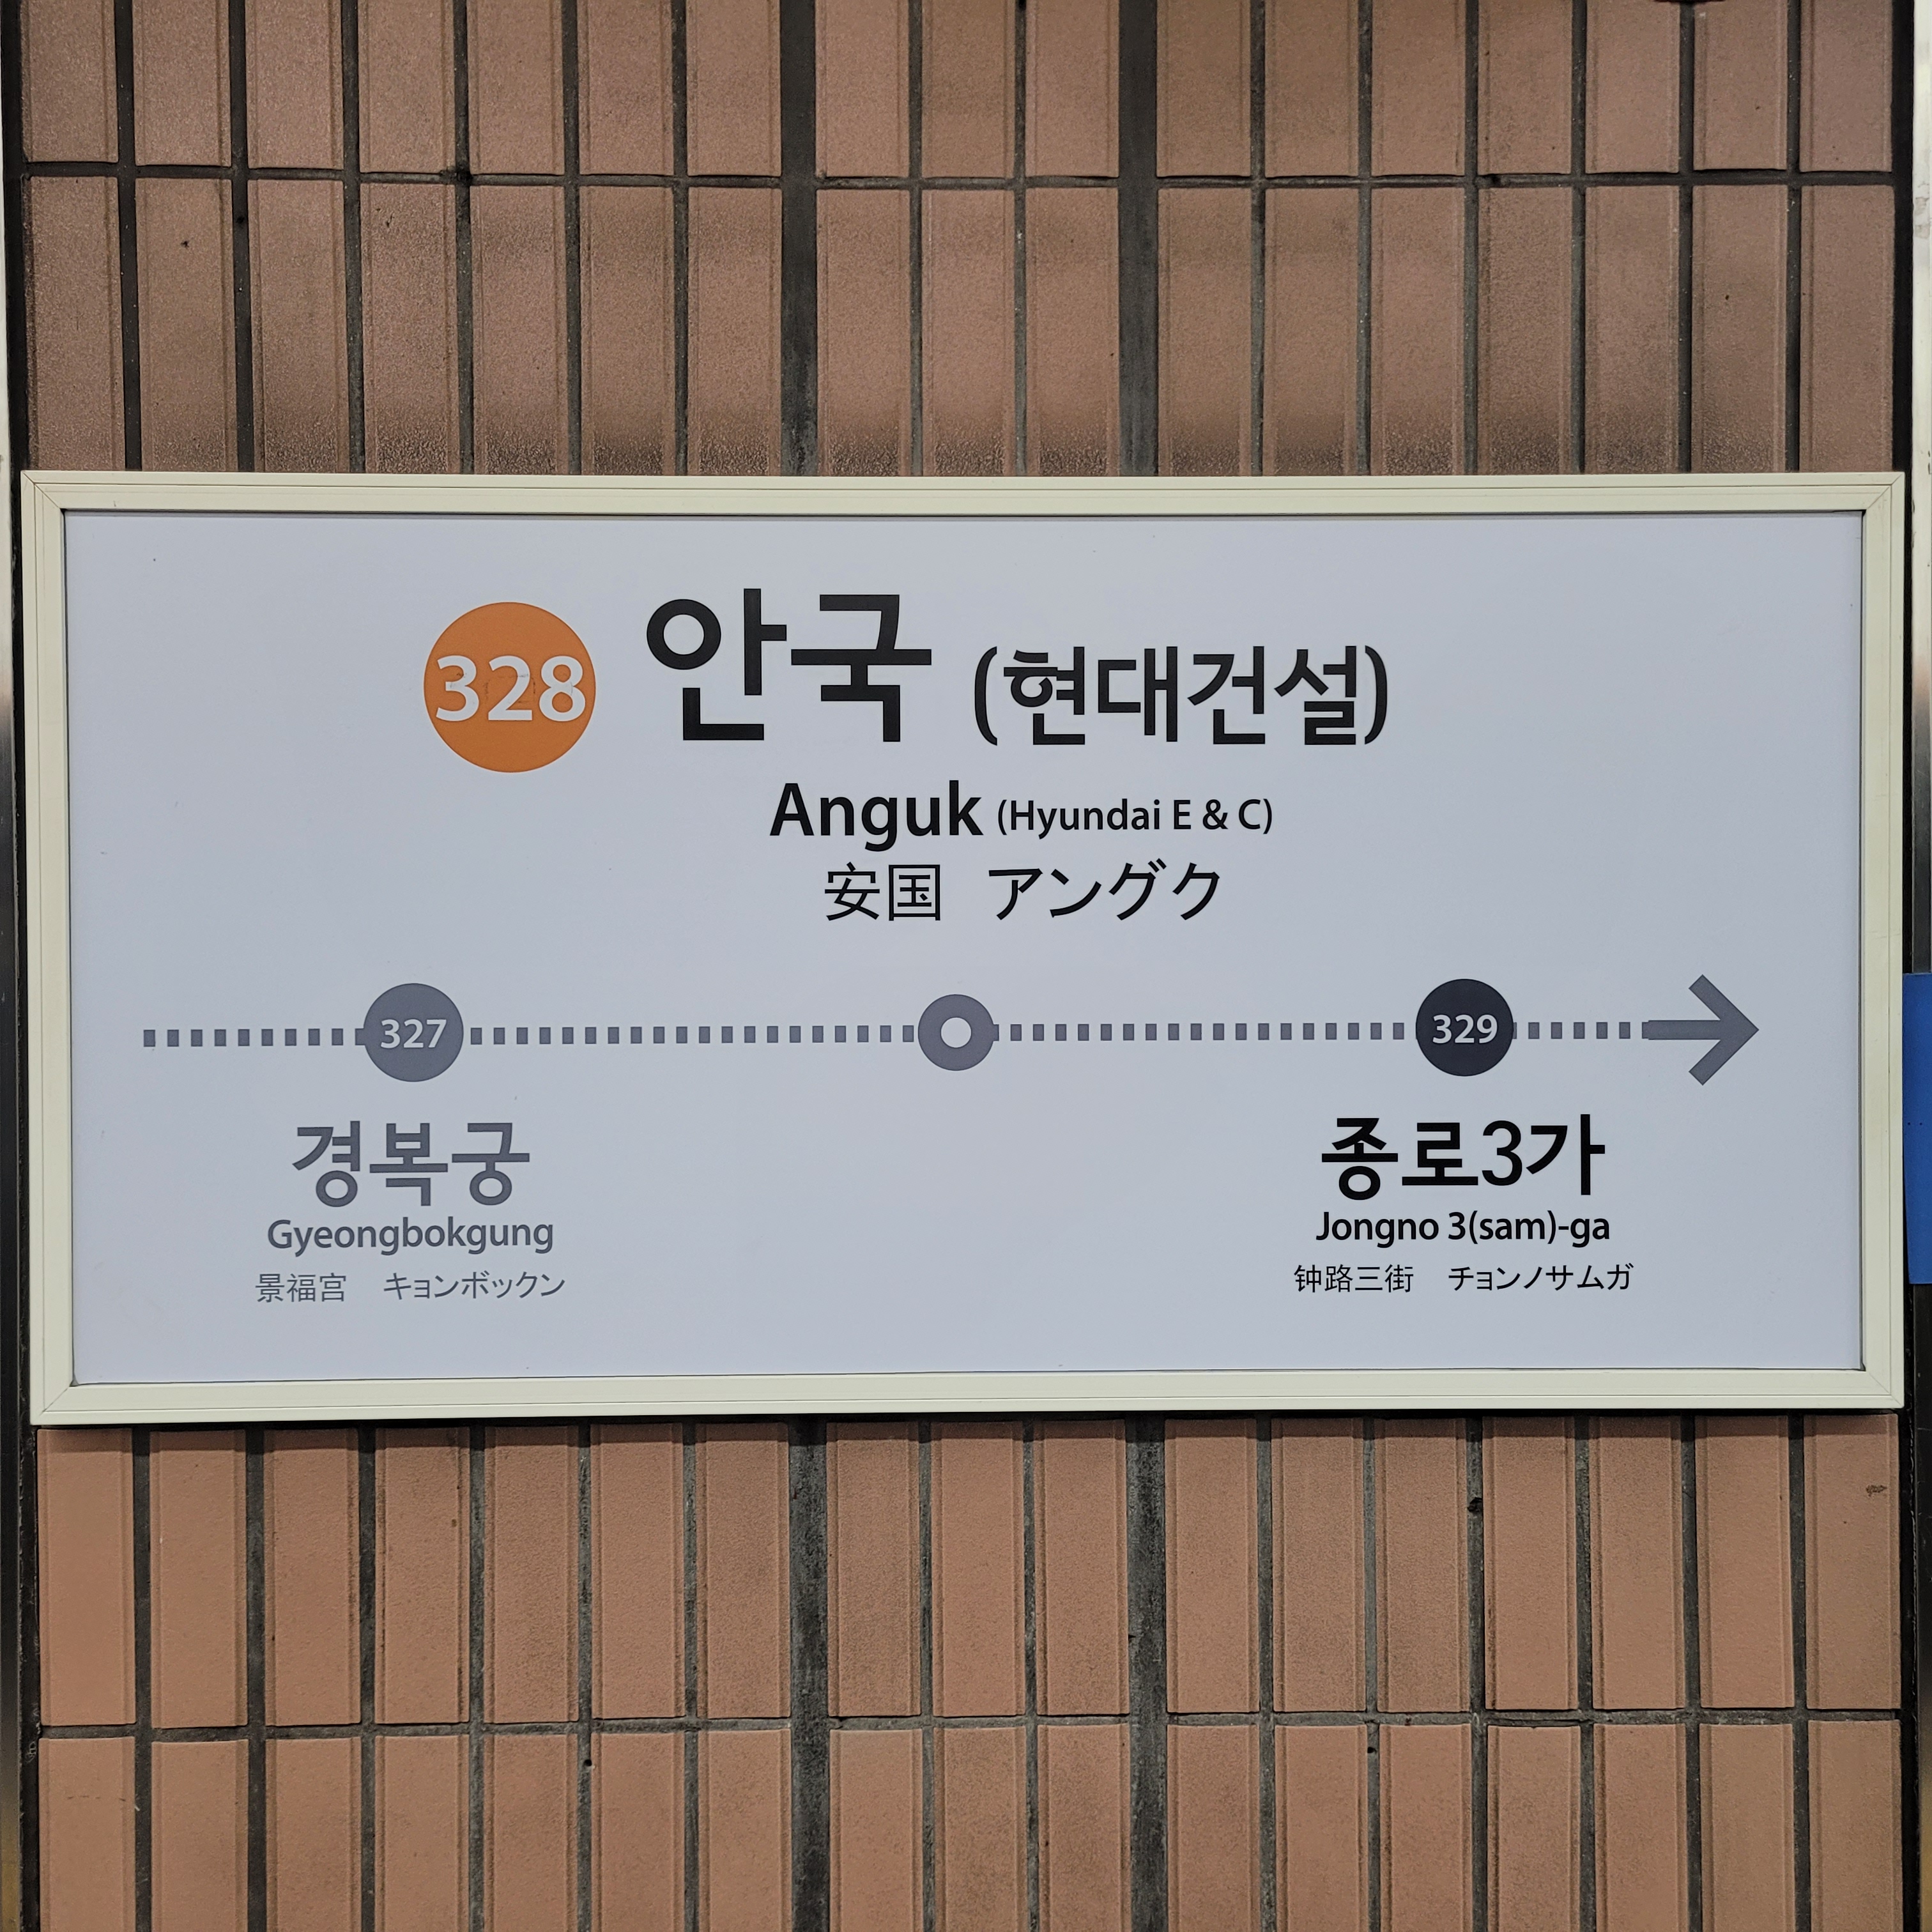 328 안국 (현대건설)
Anguk (Hyundai E & C)
安国 アングク
327
329
경복궁
Gyeongbokgung
景福宫 キョンボックン
종로3가
Jongno 3(sam)-ga
钟路三街 チョンノサムガ